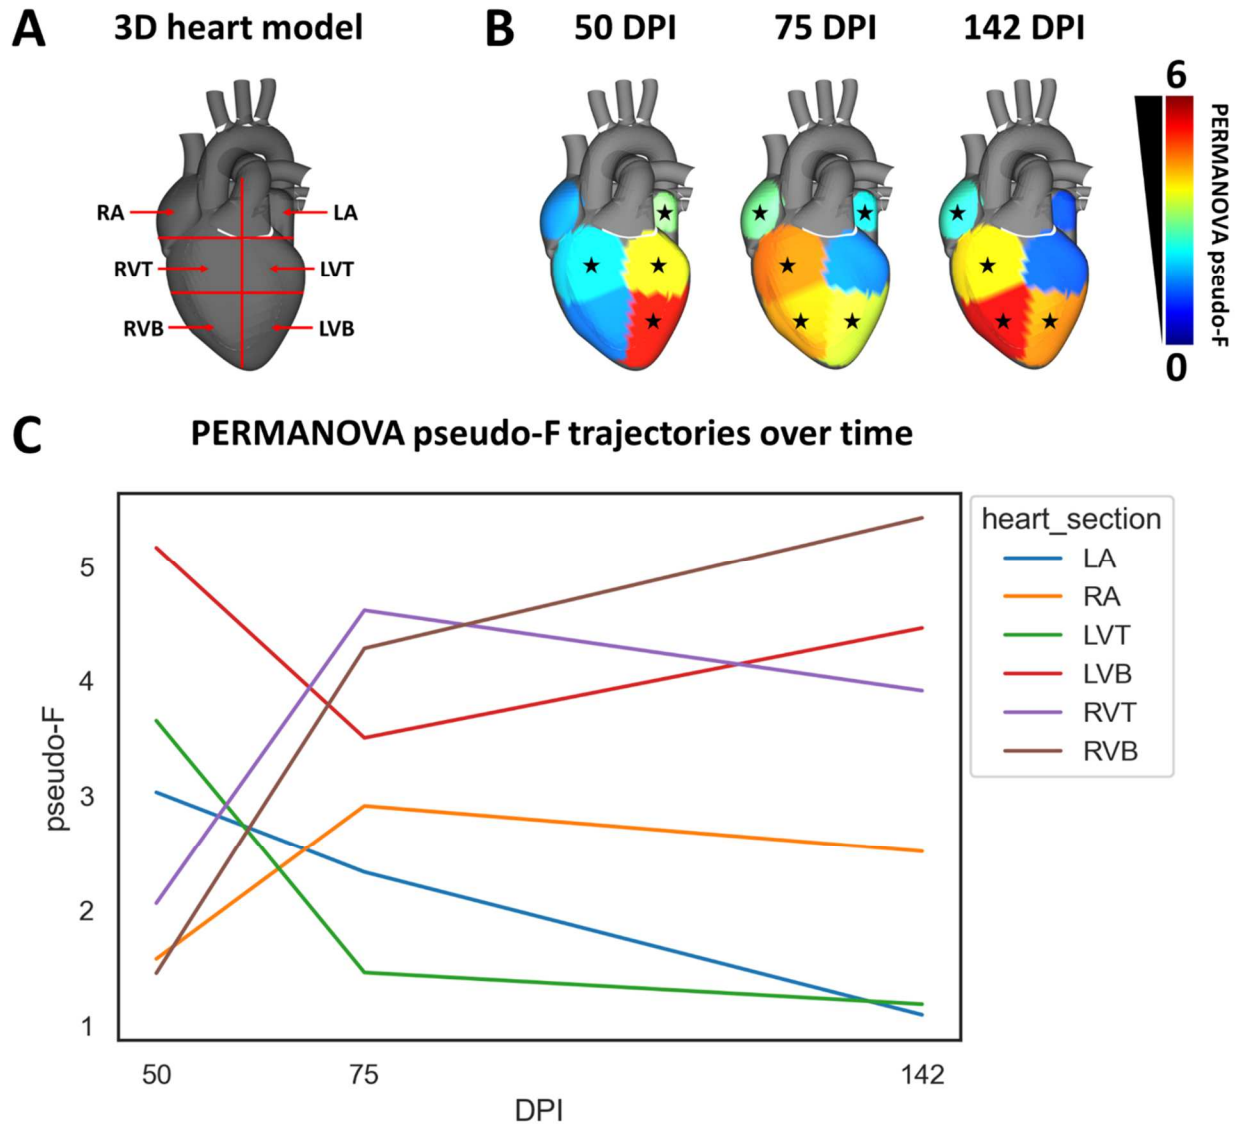 A
3D heart model
RA
LA
RVT
LVT
RVB
LVB
B
50 DPI
75 DPI
142 DPI
6
PERMANOVA pseudo-F
0
C
PERMANOVA pseudo-F trajectories over time
pseudo-F
5
4
3
2
1
50
75
142
DPI
heart_section
LA
RA
LVT
LVB
RVT
RVB